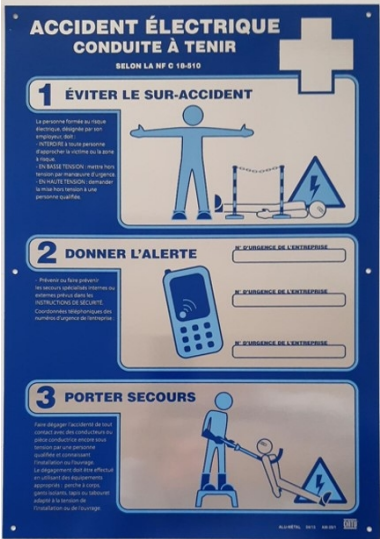 ACCIDENT ÉLECTRIQUE
CONDUITE À TENIR
SELON LA NF C 18-510
1 ÉVITER LE SUR-ACCIDENT
La personne formée au risque
électrique, désignée par son
employeur, doit :
- INTERDIRE à toute personne
d'approcher la victime ou la zone
à risque.
- EN BASSE TENSION : mettre hors
tension par manœuvre d'urgence
- EN HAUTE TENSION : demander
la mise hors tension à une
personne qualifiée.
2 DONNER L'ALERTE
- Prévenir ou faire prévenir
les secours spécialisés internes ou
externes prévus dans les
INSTRUCTIONS DE SÉCURITÉ.
Coordonnées téléphoniques des
numéros d'urgence de l'entreprise :
N° D'URGENCE DE L'ENTREPRISE
N° D'URGENCE DE L'ENTREPRISE
N° D'URGENCE DE L'ENTREPRISE
3 PORTER SECOURS
Faire dégager l'accidenté de tout
contact avec des conducteurs ou
pièce conductrice encore sous
tension par une personne
qualifiée et connaissant
l'installation ou l'ouvrage.
Le dégagement doit être effectué
en utilisant des équipements
appropriés : perche à corps,
gants isolants, tapis ou tabouret
adapté à la tension de
l'installation ou de l'ouvrage.
ALU-MÉTAL